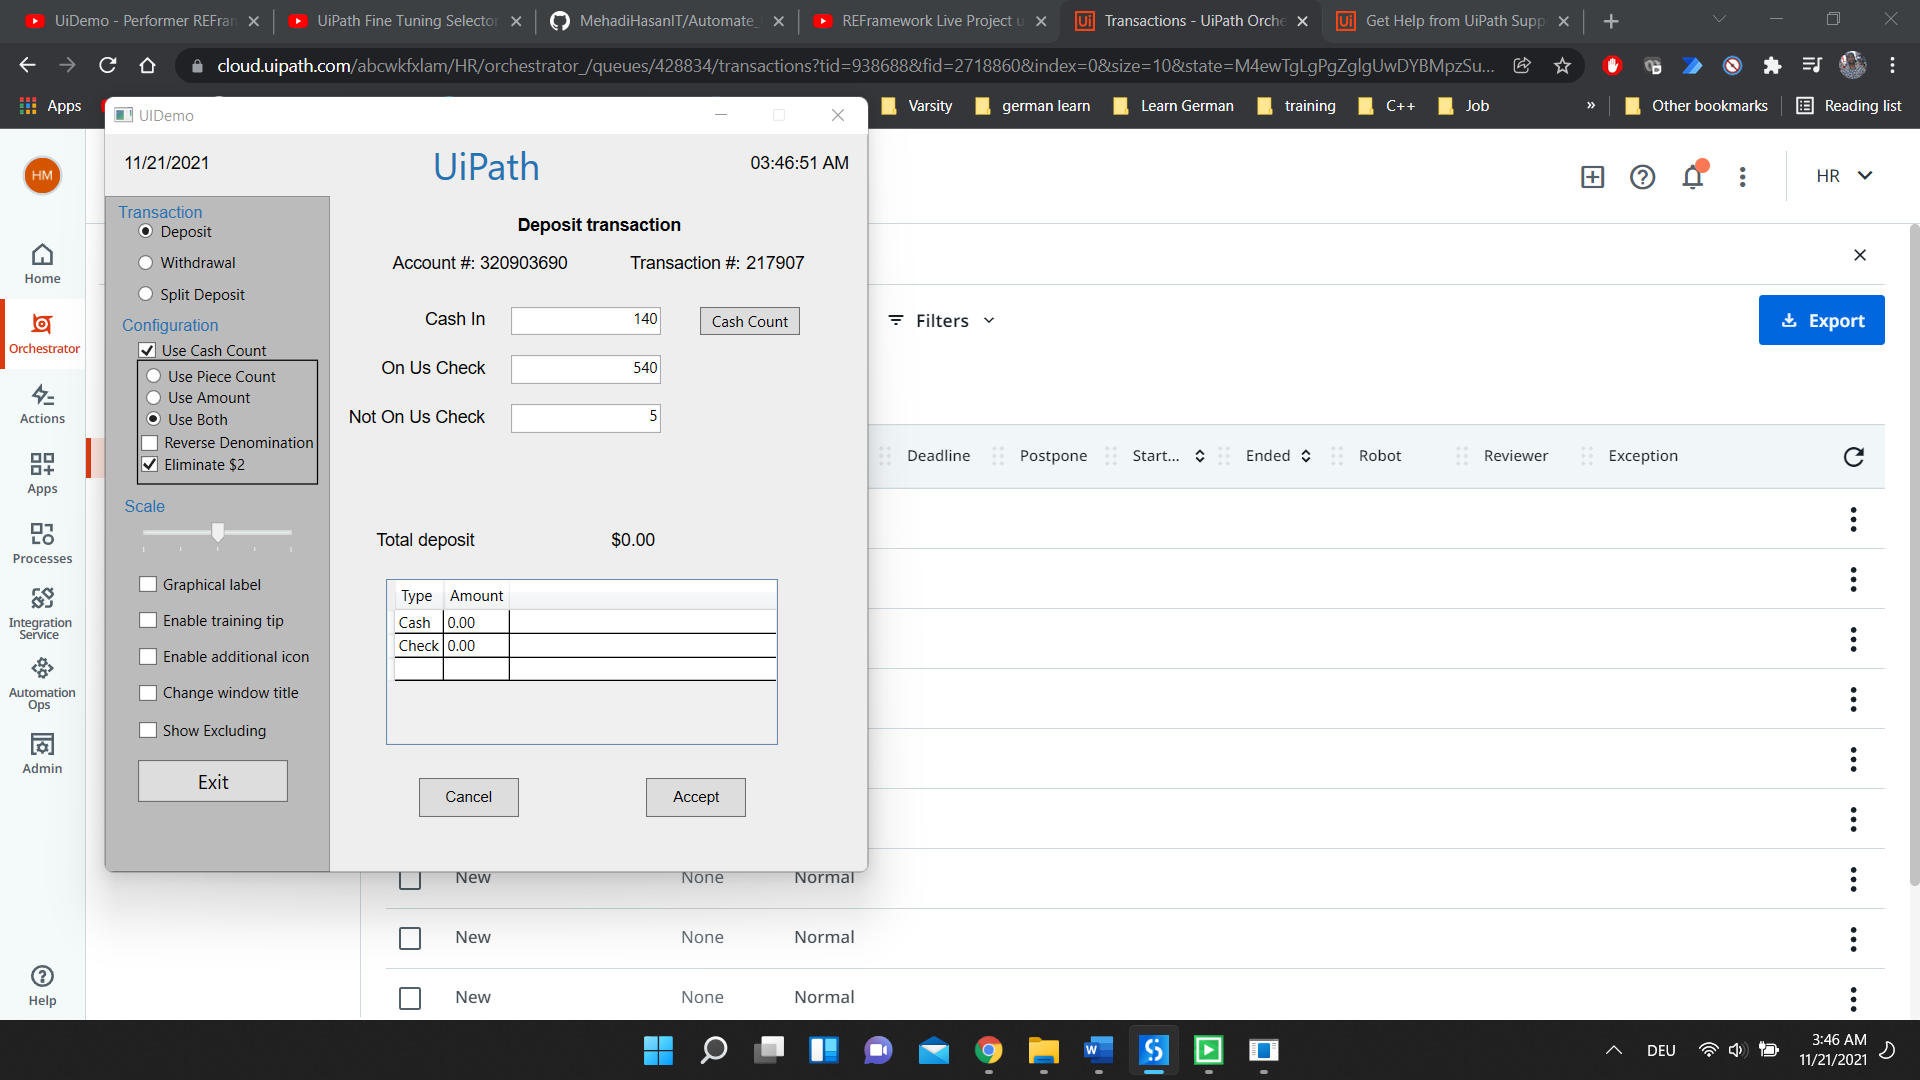 UiDemo - Performer REFran
UiPath Fine Tuning Selector
MehadiHasanIT/Automate_
REFramework Live Project u
Transactions - UiPath Orche
Get Help from UiPath Supp
cloud.uipath.com/abcwkfxlam/HR/orchestrator_/queues/428834/transactions?tid=938688&fid=2718860&index=0&size=10&state=M4ewTgLgPgZglgUwDYBMpzSu...
Apps
Varsity
german learn
Learn German
training
C++
Job
»
Other bookmarks
Reading list
UIDemo
11/21/2021
UiPath
03:46:51 AM
HM
HR
Transaction
Deposit
Withdrawal
Split Deposit
Configuration
Use Cash Count
Use Piece Count
Use Amount
Use Both
Reverse Denomination
Eliminate $2
Scale
Graphical label
Enable training tip
Enable additional icon
Change window title
Show Excluding
Exit
Deposit transaction
Account #: 320903690 Transaction #: 217907
Cash In 140 Cash Count
On Us Check 540
Not On Us Check 5
Total deposit $0.00
Type Amount
Cash 0.00
Check 0.00
Cancel Accept
Home
Orchestrator
Actions
Apps
Processes
Integration
Service
Automation
Ops
Admin
Help
Filters
Export
Deadline Postpone Start... Ended Robot Reviewer Exception
New None Normal
New None Normal
New None Normal
DEU
3:46 AM
11/21/2021